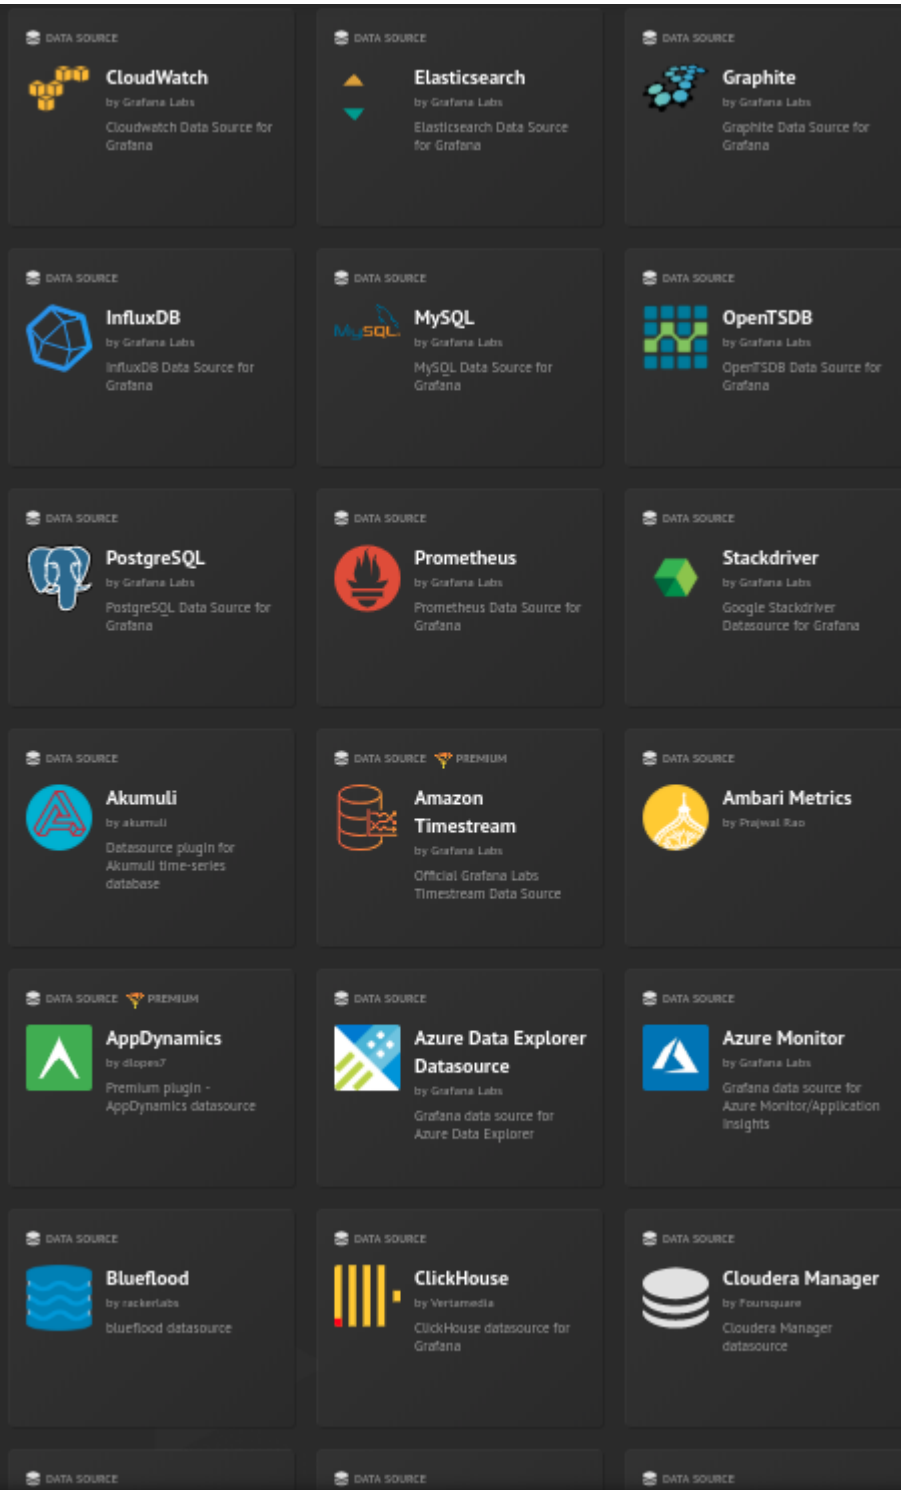 DATA SOURCE
CloudWatch
by Grafana Labs
Cloudwatch Data Source for
Grafana
DATA SOURCE
Elasticsearch
by Grafana Labs
Elasticsearch Data Source
for Grafana
DATA SOURCE
Graphite
by Grafana Labs
Graphite Data Source for
Grafana
DATA SOURCE
InfluxDB
by Grafana Labs
InfluxDB Data Source for
Grafana
DATA SOURCE
MySQL
MySQL
by Grafana Labs
MySQL Data Source for
Grafana
DATA SOURCE
OpenTSDB
by Grafana Labs
OpenTSDB Data Source for
Grafana
DATA SOURCE
PostgreSQL
by Grafana Labs
PostgreSQL Data Source for
Grafana
DATA SOURCE
Prometheus
by Grafana Labs
Prometheus Data Source for
Grafana
DATA SOURCE
Stackdriver
by Grafana Labs
Google Stackdriver
Datasource for Grafana
DATA SOURCE
Akumuli
by akumuli
Datasource plugin for
Akumuli time-series
database
DATA SOURCE PREMIUM
Amazon
Timestream
by Grafana Labs
Official Grafana Labs
Timestream Data Source
DATA SOURCE
Ambari Metrics
by Prajwal Rao
DATA SOURCE PREMIUM
AppDynamics
by dlopes7
Premium plugin -
AppDynamics datasource
DATA SOURCE
Azure Data Explorer
Datasource
by Grafana Labs
Grafana data source for
Azure Data Explorer
DATA SOURCE
Azure Monitor
by Grafana Labs
Grafana data source for
Azure Monitor/Application
Insights
DATA SOURCE
Blueflood
by rackerlabs
blueflood datasource
DATA SOURCE
ClickHouse
by Vertamedia
ClickHouse datasource for
Grafana
DATA SOURCE
Cloudera Manager
by Foursquare
Cloudera Manager
datasource
DATA SOURCE
DATA SOURCE
DATA SOURCE